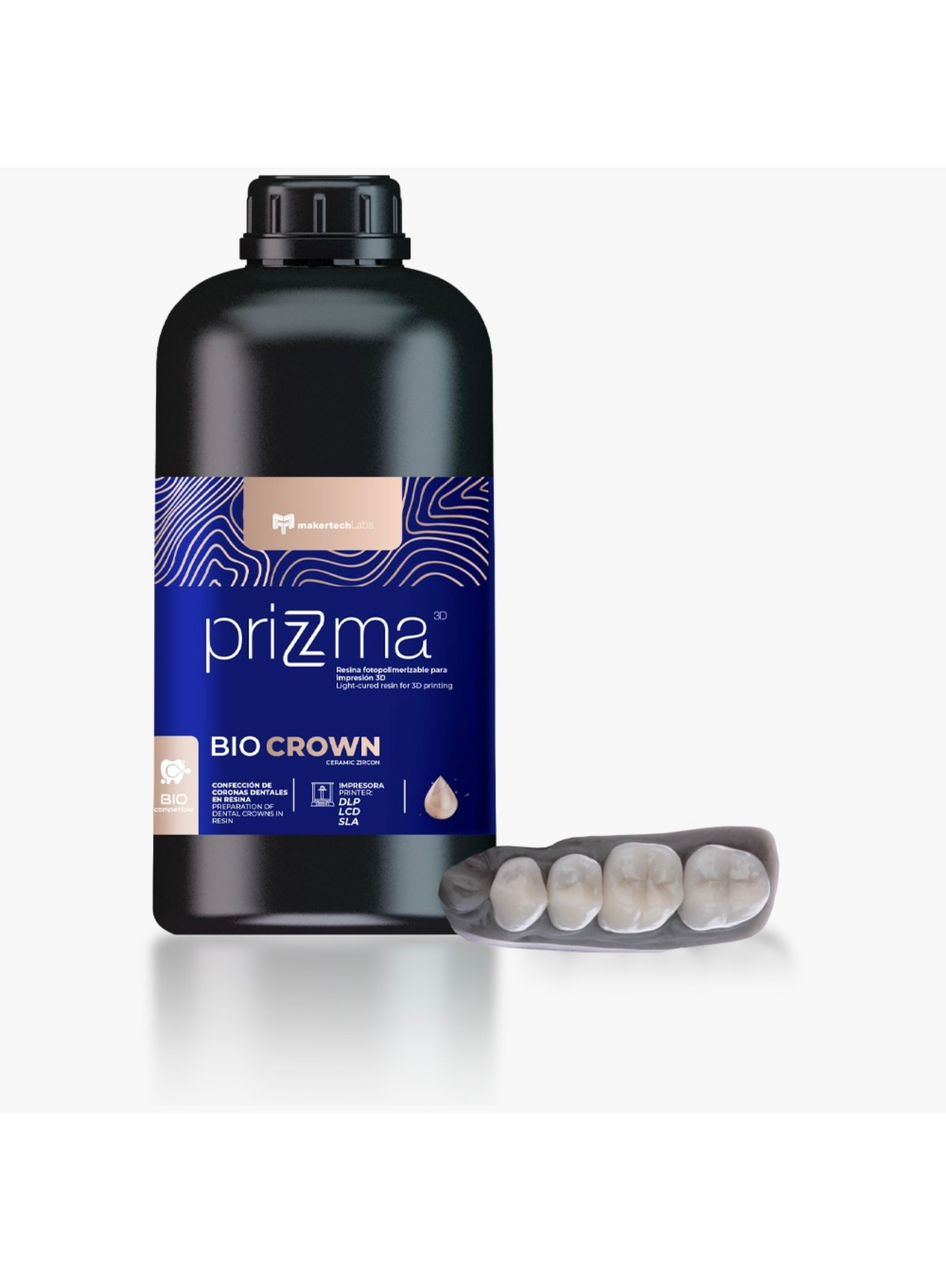 makertechLabs
prizma 3D
Resina fotopolimerizable para
impresión 3D
Light-cured resin for 3D printing
BIO CROWN
CERAMIC ZIRCON
BIO
compatible
CONFECCIÓN DE
CORONAS DENTALES
EN RESINA
PREPARATION OF
DENTAL CROWNS IN
RESIN
IMPRESORA
PRINTER:
DLP
LCD
SLA